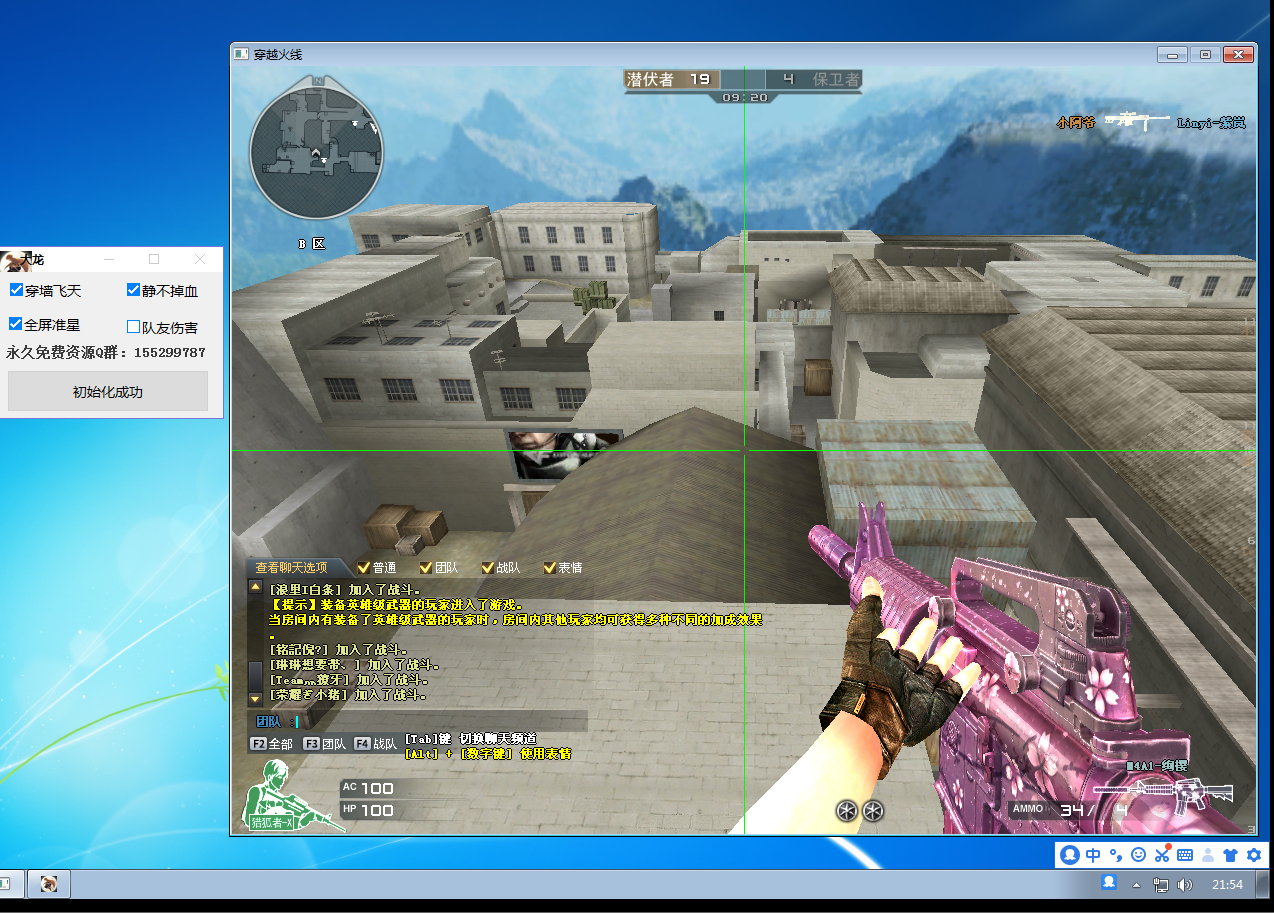 穿越火线
潜伏者 19 4 保卫者
09:20
小阿爷 Linyi-紫岚
N
B 区
天龙
穿墙飞天 静不掉血
全屏准星 队友伤害
永久免费资源Q群：155299787
初始化成功
查看聊天选项 普通 团队 战队 表情
[浪里I白条] 加入了战斗。
【提示】装备英雄级武器的玩家进入了游戏。
当房间内有装备了英雄级武器的玩家时，房间内其他玩家均可获得多种不同的加成效果
。
[铭記倪?] 加入了战斗。
[琳琳想要帯、] 加入了战斗。
[Team灬獠牙] 加入了战斗。
[荣耀ぎ小猪] 加入了战斗。
团队 :
F2 全部 F3 团队 F4 战队 [Tab]键 切换聊天频道
[Alt] + [数字键] 使用表情
猎狐者-X
AC 100
HP 100
M4A1-绚樱
AMMO 34/ 4
6
3
中
21:54